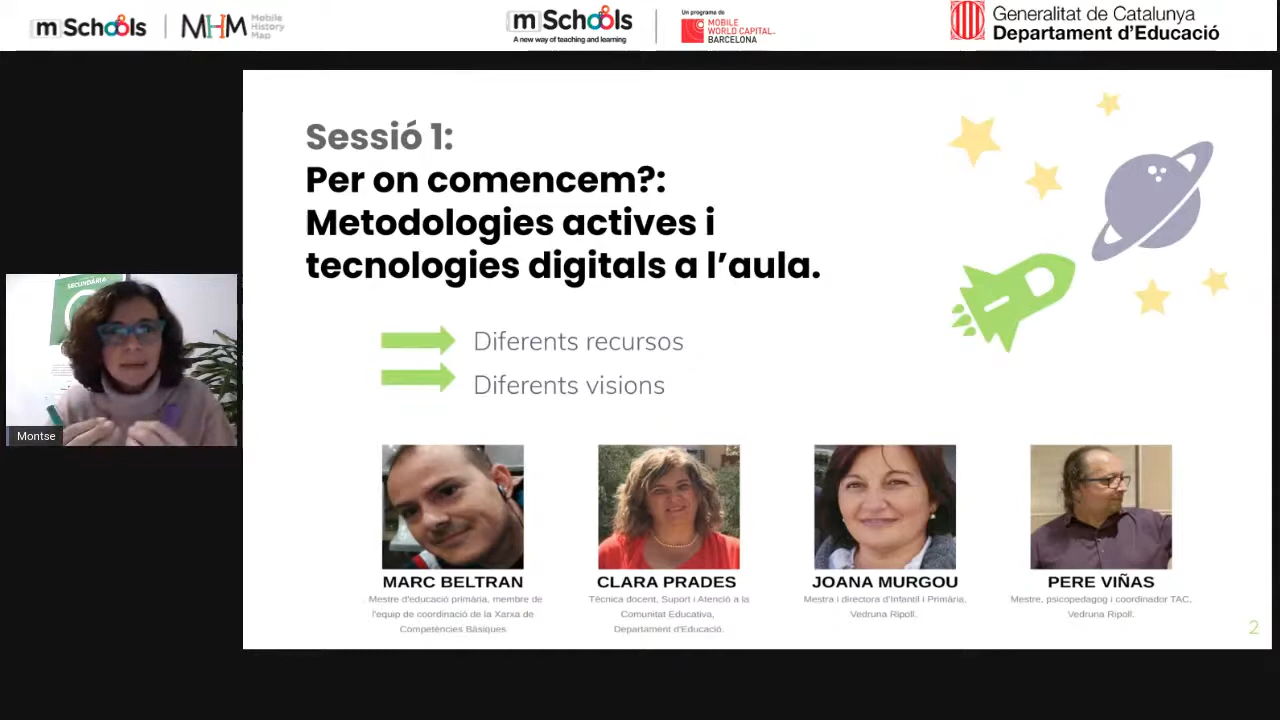 mSchools
MHM
Mobile
History
Map
mSchools
A new way of teaching and learning
Un programa de
MOBILE
WORLD CAPITAL.
BARCELONA
Generalitat de Catalunya
Departament d'Educació
Sessió 1:
Per on comencem?:
Metodologies actives i
tecnologies digitals a l'aula.
Diferents recursos
Diferents visions
SECUNDÀRIA
Montse
MARC BELTRAN
Mestre d'educació primària, membre de
l'equip de coordinació de la Xarxa de
Competències Bàsiques.
CLARA PRADES
Tècnica docent, Suport i Atenció a la
Comunitat Educativa,
Departament d'Educació.
JOANA MURGOU
Mestra i directora d'Infantil i Primària,
Vedruna Ripoll.
PERE VIÑAS
Mestre, psicopedagog i coordinador TAC,
Vedruna Ripoll.
2